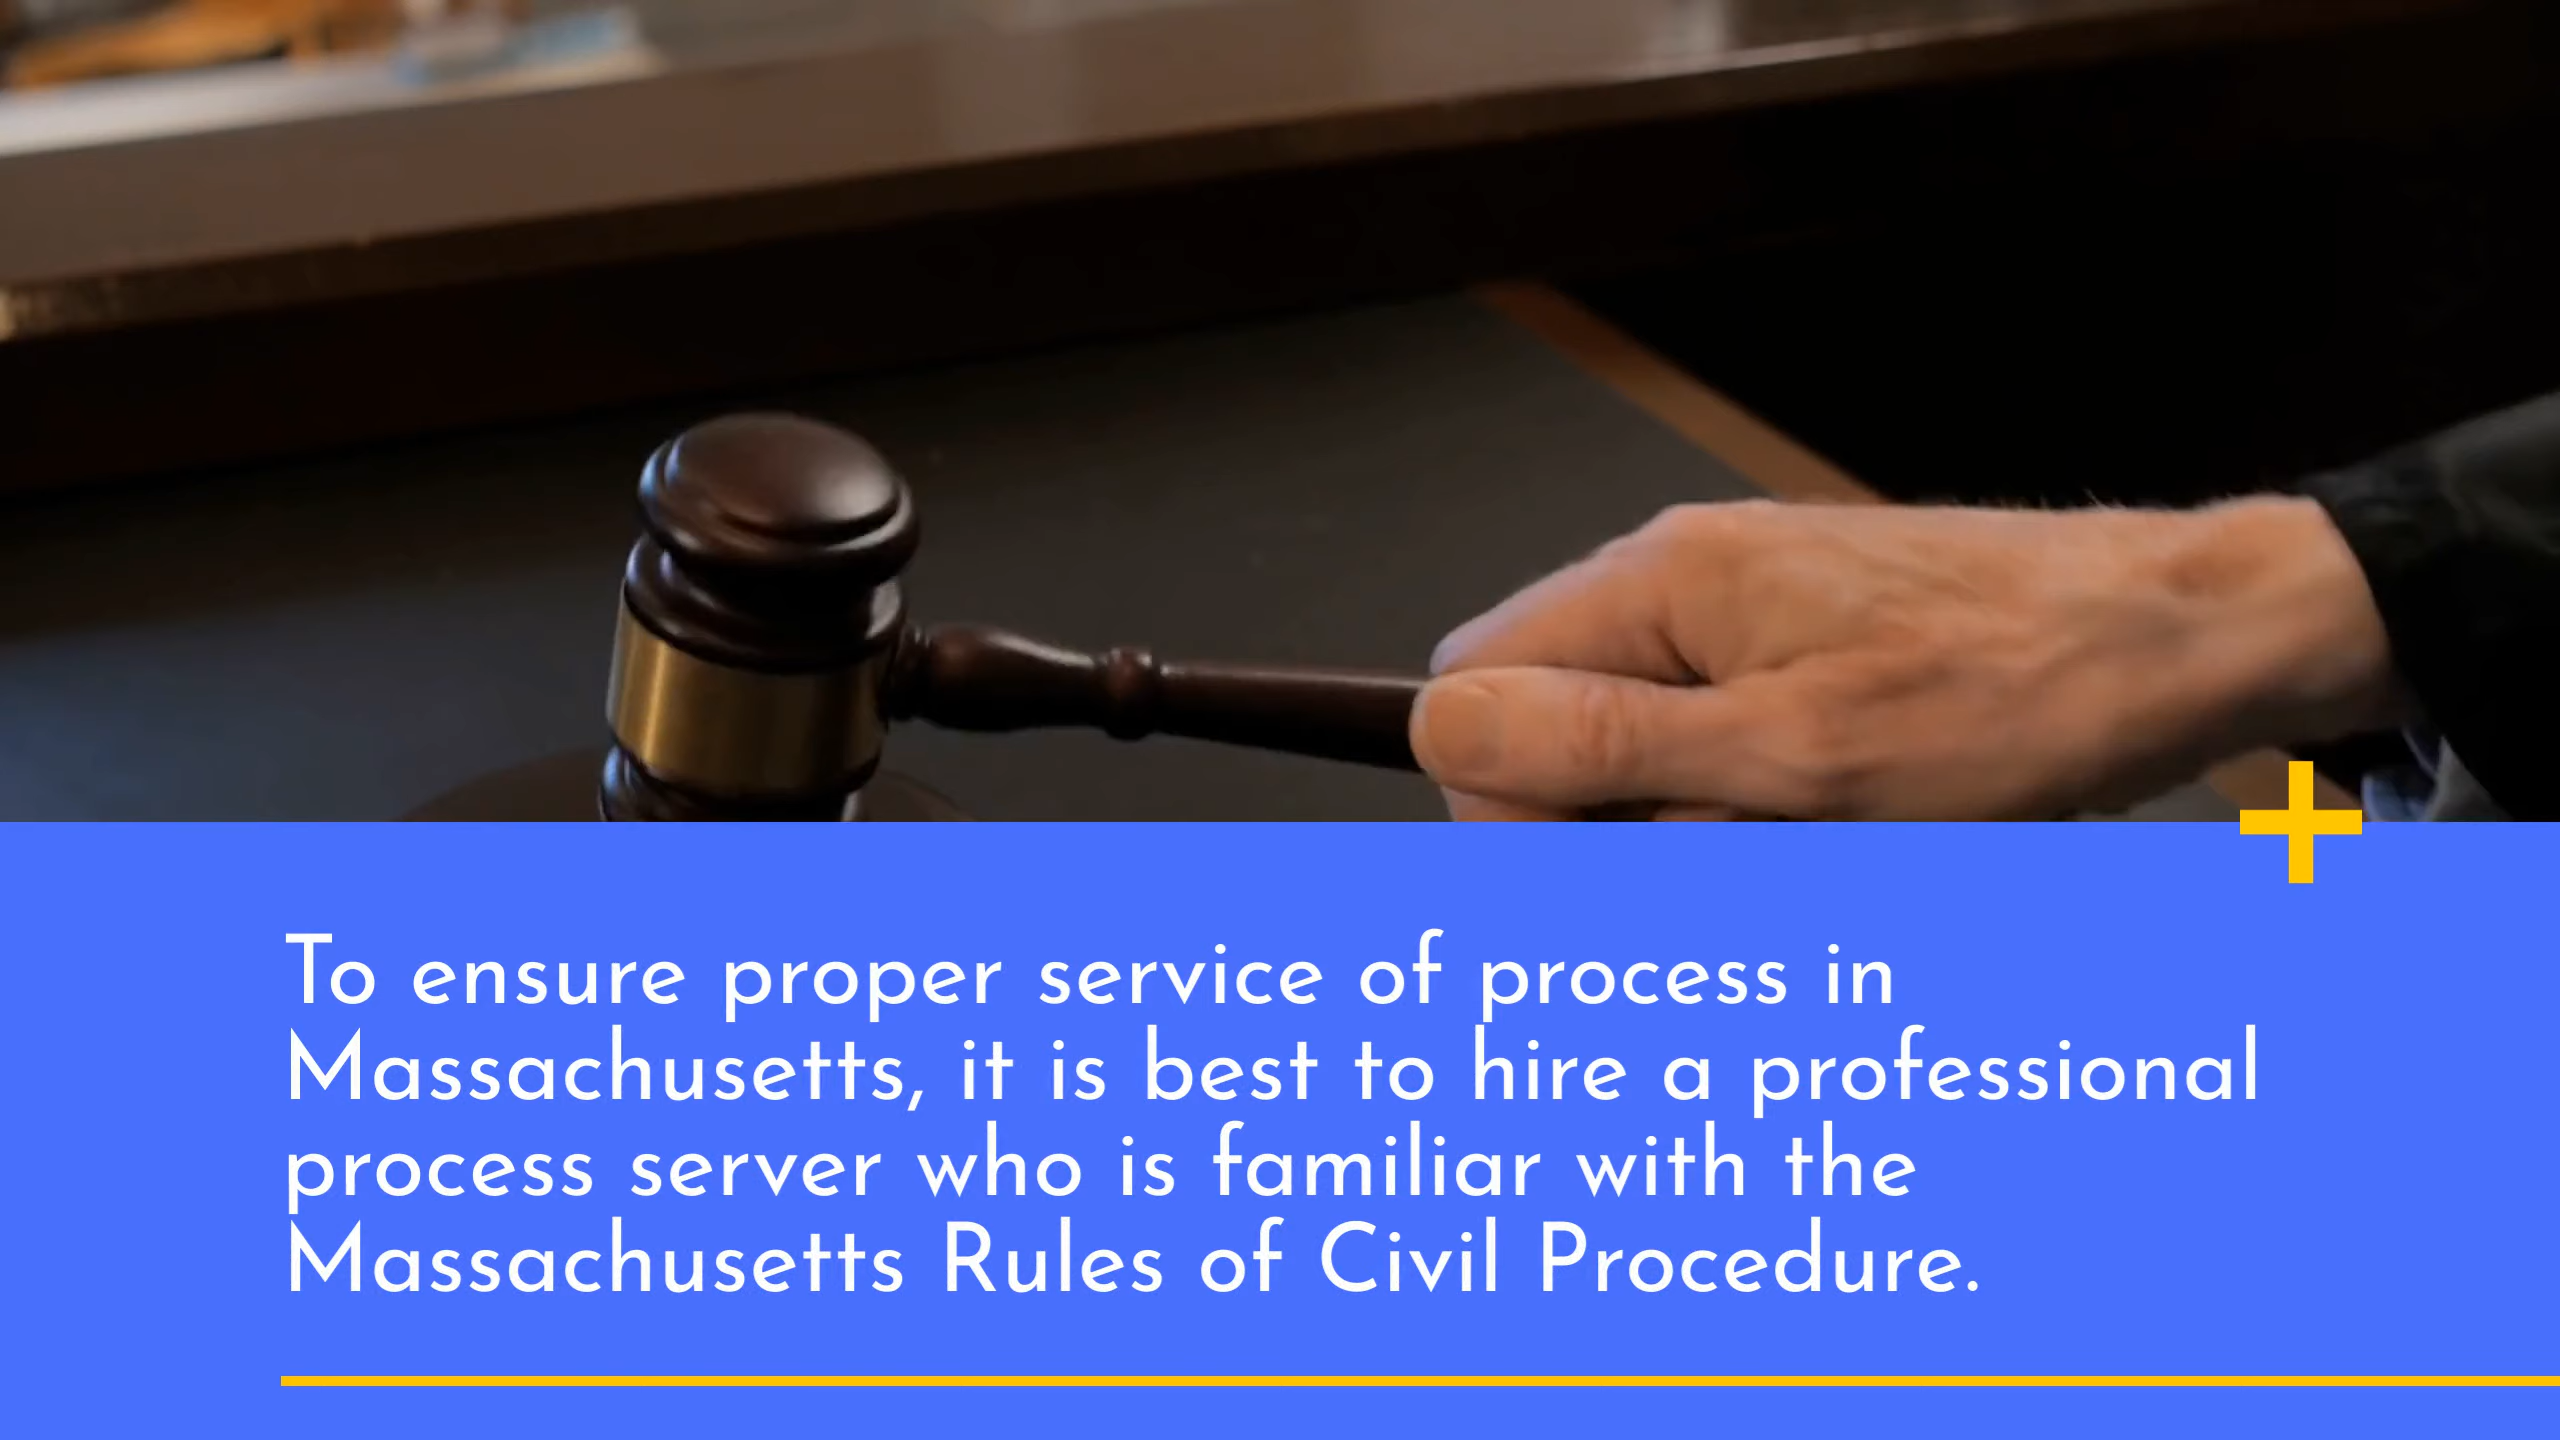 To ensure proper service of process in
Massachusetts, it is best to hire a professional
process server who is familiar with the
Massachusetts Rules of Civil Procedure.